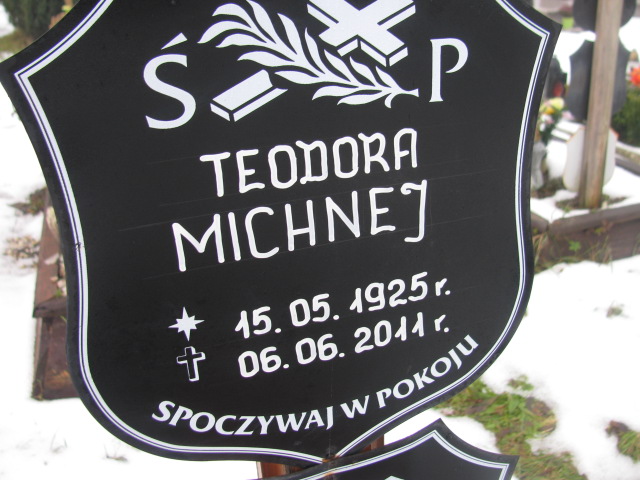 Ś P
TEODORA
MICHNEJ
15.05.1925 r.
06.06.2011 r.
SPOCZYWAJ W POKOJU